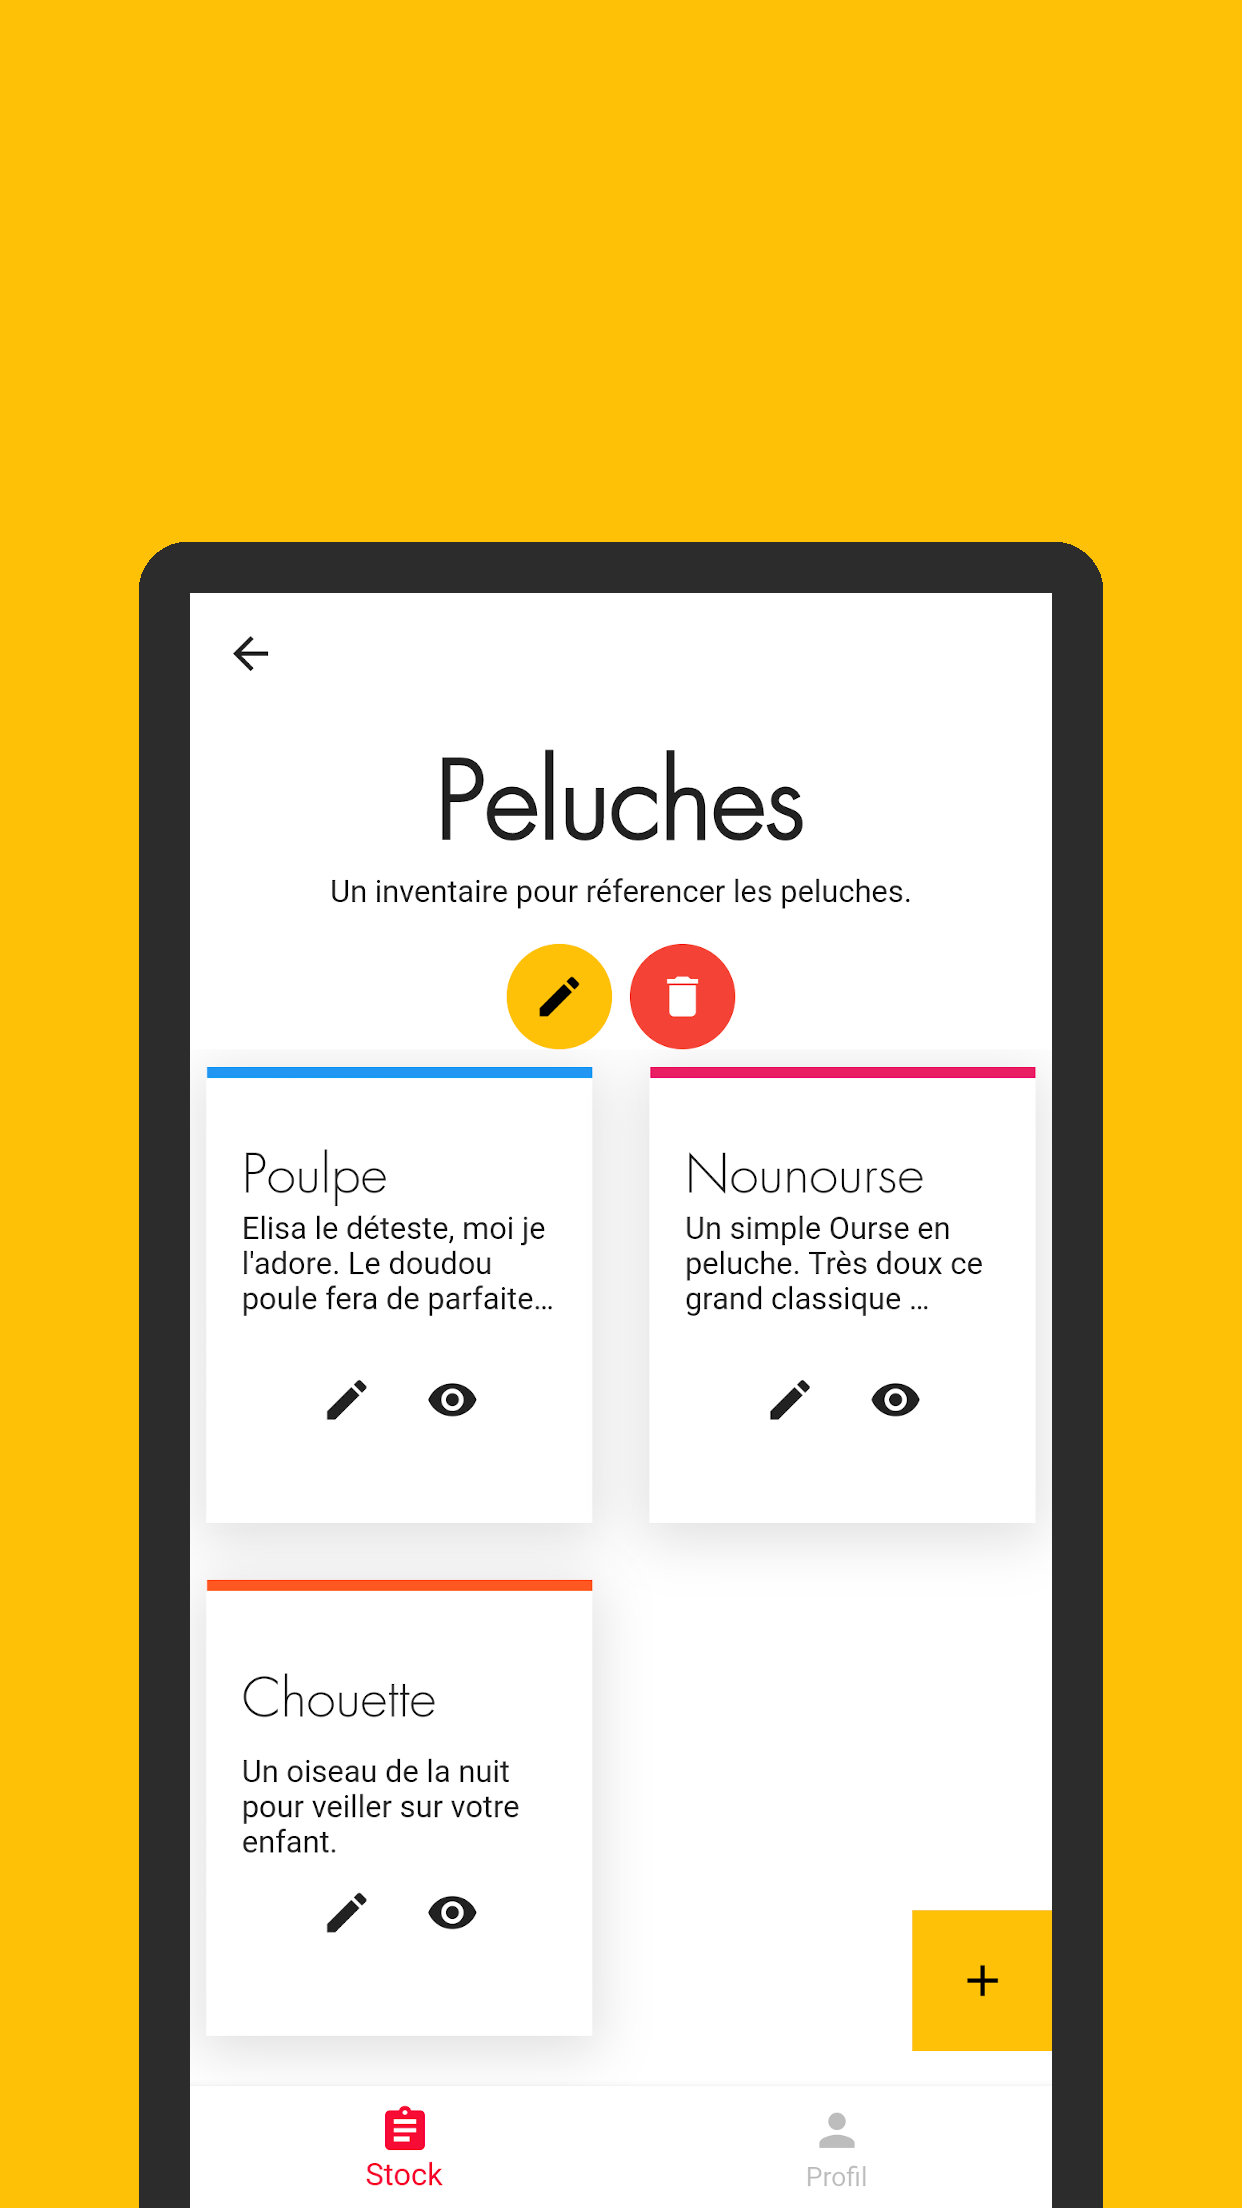 Peluches
Un inventaire pour réferencer les peluches.
Poulpe
Elisa le déteste, moi je
l'adore. Le doudou
poule fera de parfaite...
Nounourse
Un simple Ourse en
peluche. Très doux ce
grand classique ...
Chouette
Un oiseau de la nuit
pour veiller sur votre
enfant.
Stock
Profil